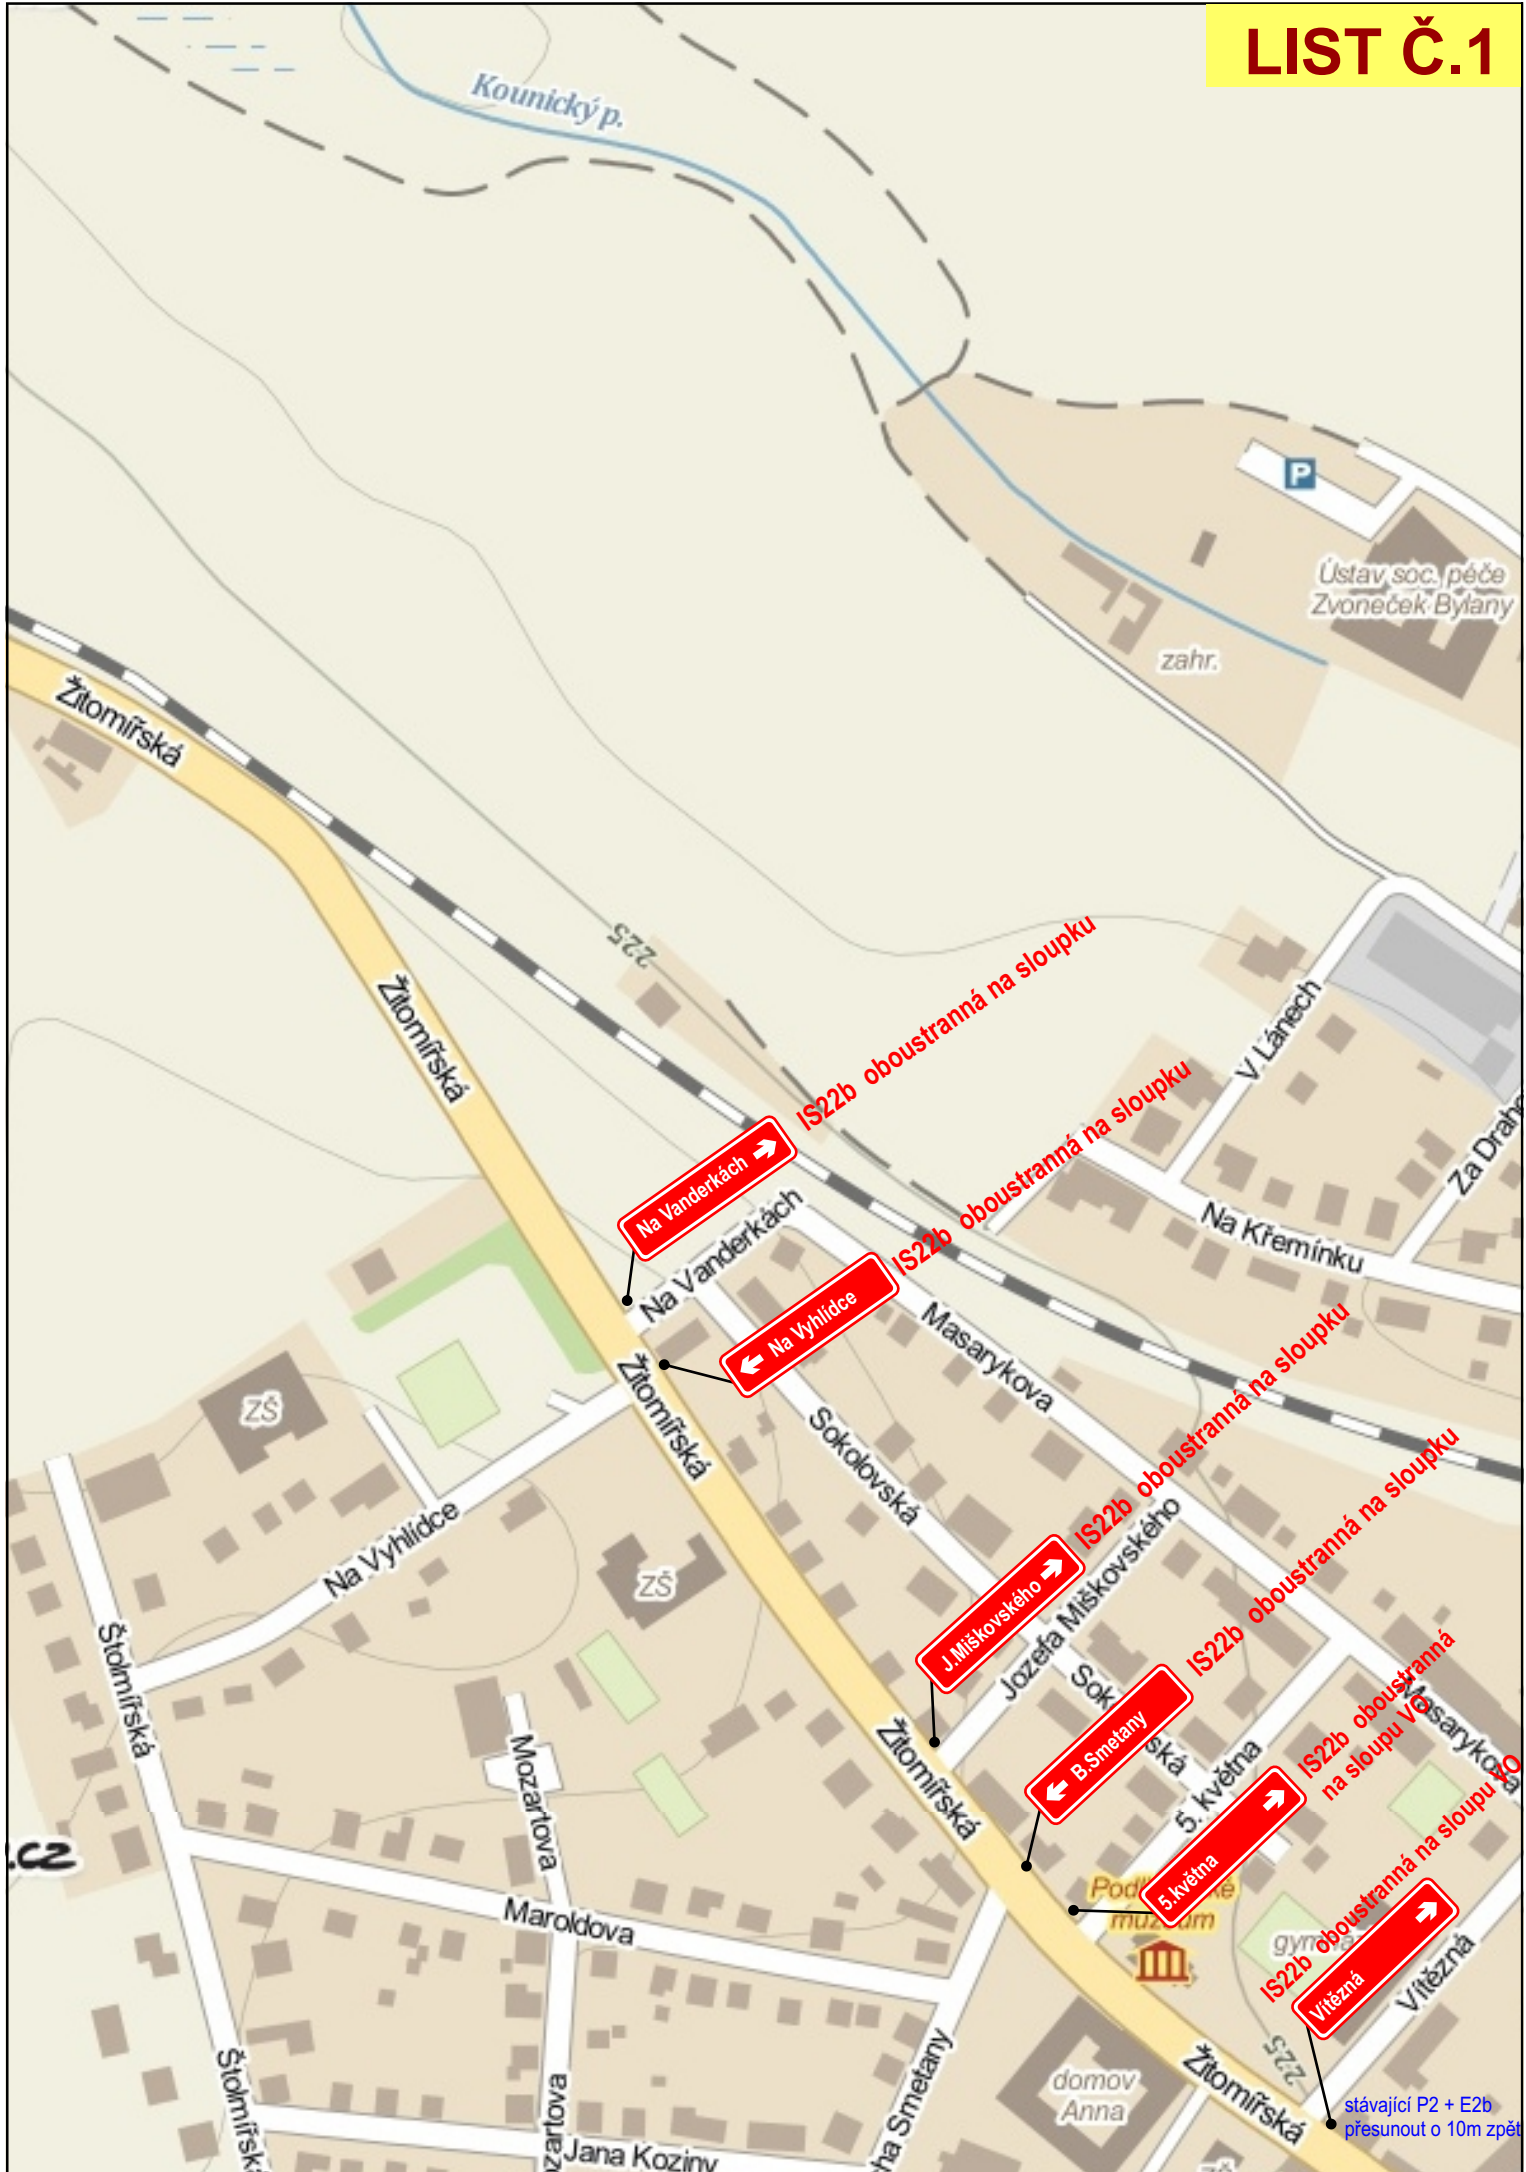 LIST Č.1
Kounický p.
P
Ústav soc. péče
Zvoneček Bylany
zahr.
Žitomířská
Žitomířská
225
IS22b oboustranná na sloupku
V Lánech
Na Vanderkách
IS22b oboustranná na sloupku
Za Draho
Na Vanderkách
Na Křemínku
Na Vyhlídce
Masarykova
IS22b oboustranná na sloupku
Žitomířská
ZŠ
Sokolovská
IS22b oboustranná na sloupku
Na Vyhlídce
J.Miškovského
Jozefa Miškovského
ZŠ
Štolmířská
IS22b oboustranná
na sloupu VO
Masarykova
B.Smetany
Žitomířská
Mozartova
5. května
IS22b oboustranná na sloupu VO
5.května
.cz
Maroldova
muzeum
Vítězná
Vítězná
225
Žitomířská
domov
Anna
Štolmířská
stávající P2 + E2b
přesunout o 10m zpět
Jana Koziny